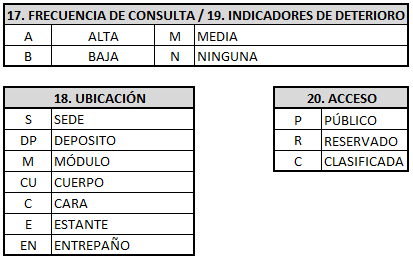 17. FRECUENCIA DE CONSULTA / 19. INDICADORES DE DETERIORO
A ALTA M MEDIA
B BAJA N NINGUNA
18. UBICACIÓN
S SEDE
DP DEPOSITO
M MÓDULO
CU CUERPO
C CARA
E ESTANTE
EN ENTREPAÑO
20. ACCESO
P PÚBLICO
R RESERVADO
C CLASIFICADA